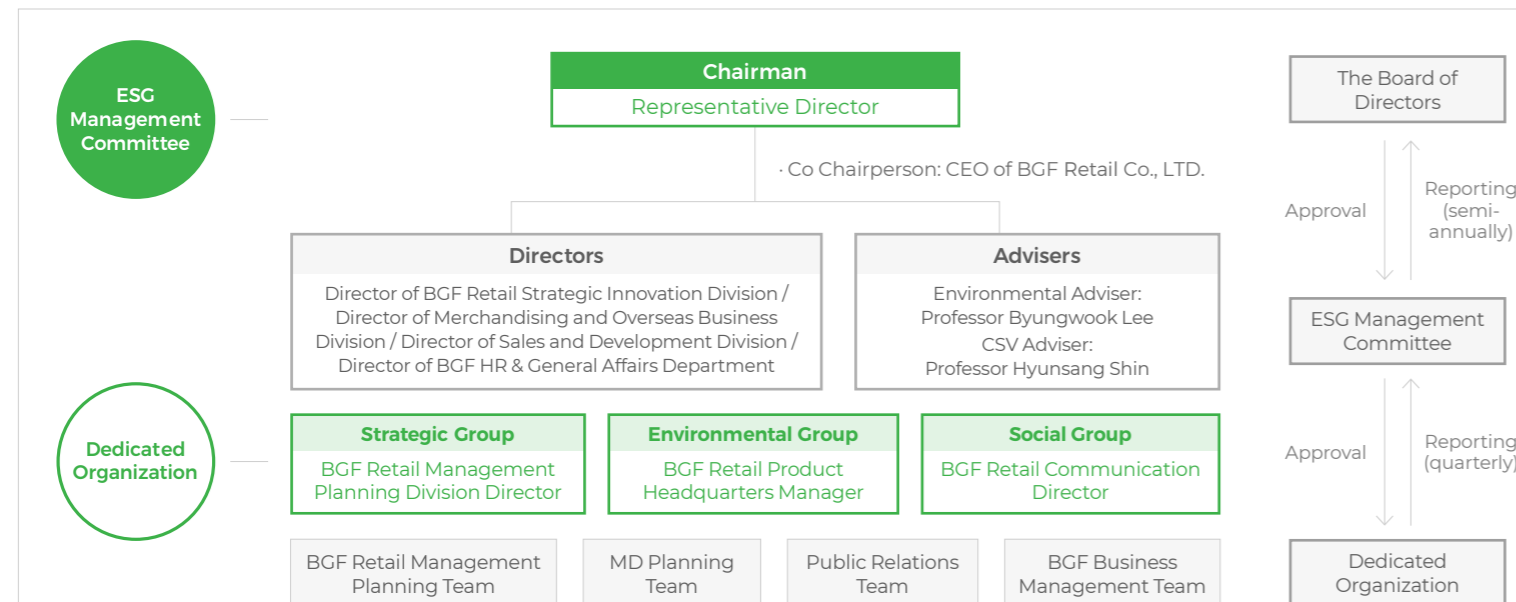 ESG
Management
Committee
Chairman
Representative Director
· Co Chairperson: CEO of BGF Retail Co., LTD.
Directors
Director of BGF Retail Strategic Innovation Division /
Director of Merchandising and Overseas Business
Division / Director of Sales and Development Division /
Director of BGF HR & General Affairs Department
Advisers
Environmental Adviser:
Professor Byungwook Lee
CSV Adviser:
Professor Hyunsang Shin
Dedicated
Organization
Strategic Group
BGF Retail Management
Planning Division Director
Environmental Group
BGF Retail Product
Headquarters Manager
Social Group
BGF Retail Communication
Director
BGF Retail Management
Planning Team
MD Planning
Team
Public Relations
Team
BGF Business
Management Team
The Board of
Directors
Approval
Reporting
(semi-
annually)
ESG Management
Committee
Approval
Reporting
(quarterly)
Dedicated
Organization